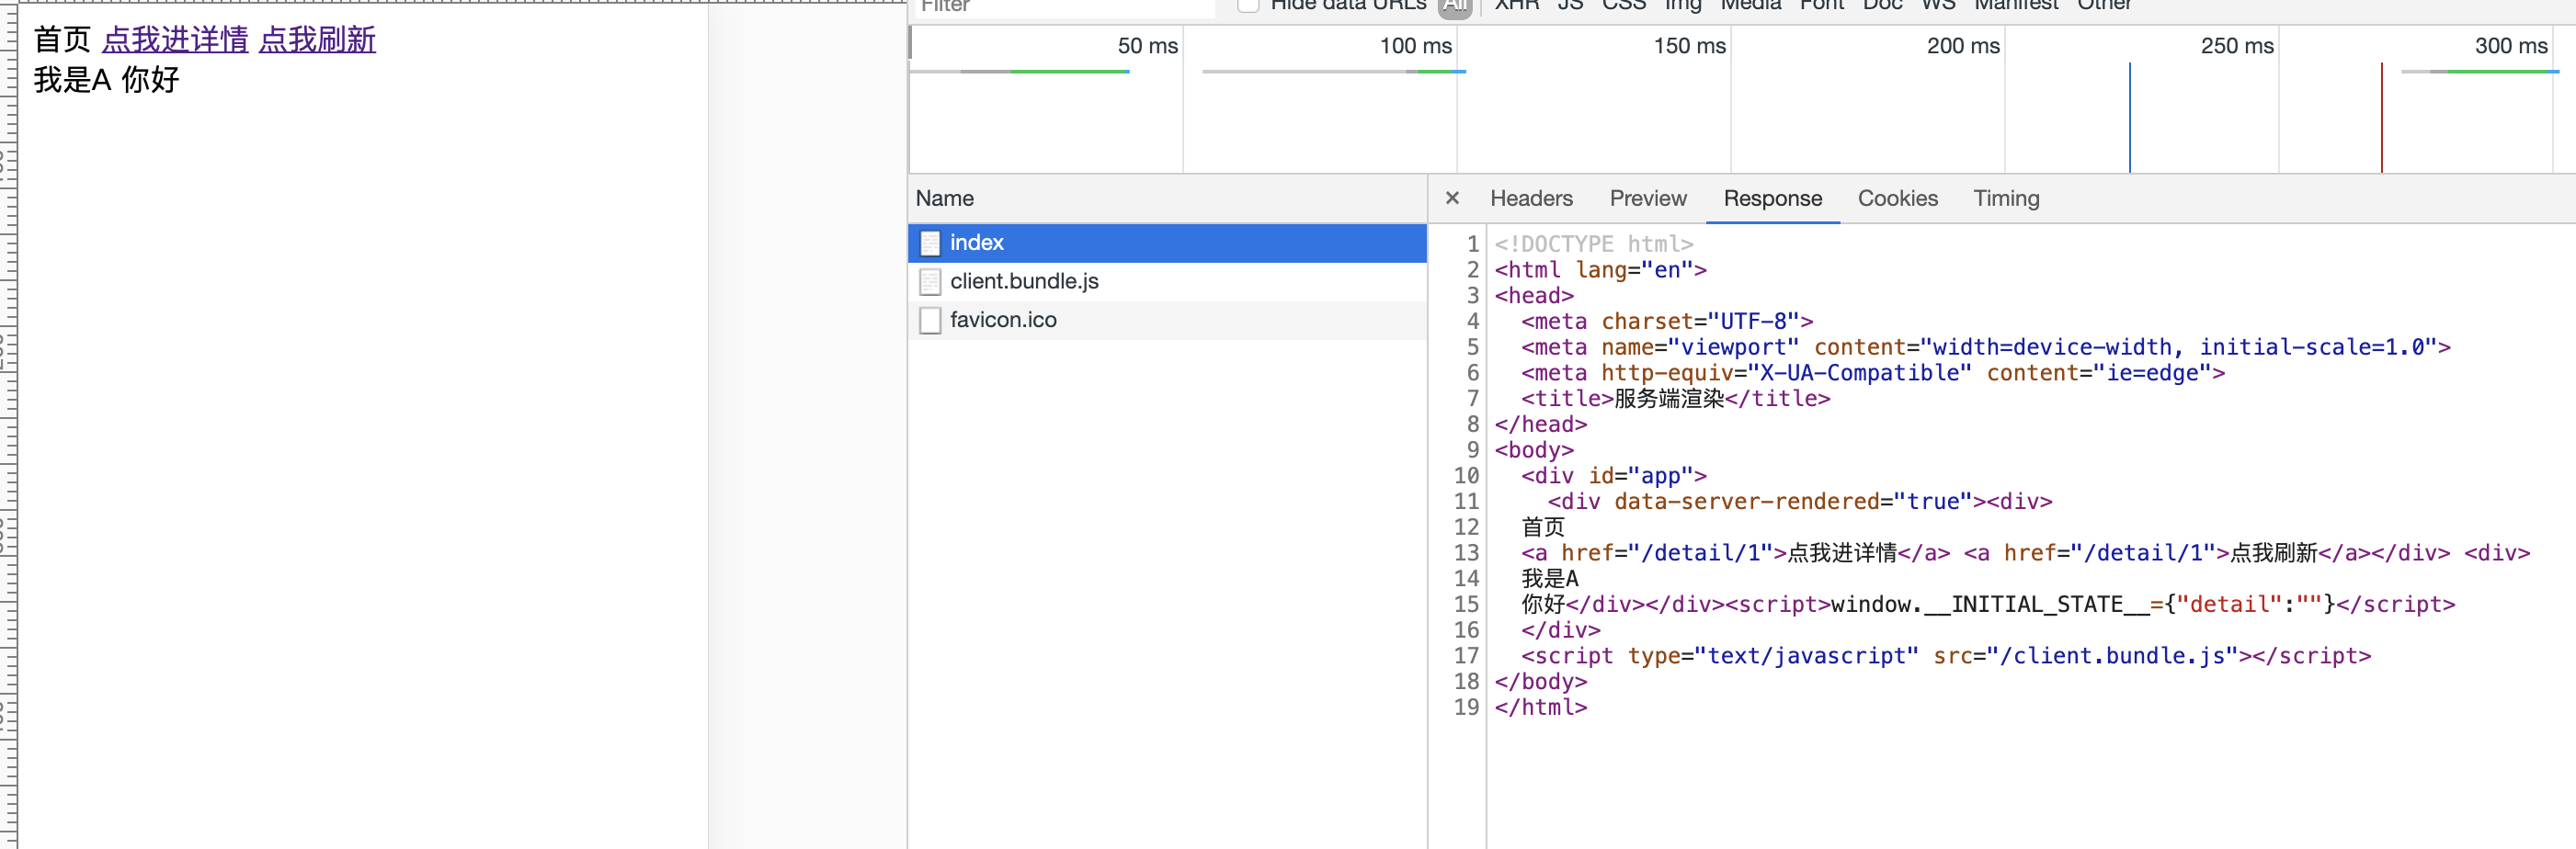 首页 点我进详情 点我刷新
我是A 你好
Filter Hide data URLs All XHR JS CSS Img Media Font Doc WS Manifest Other
50 ms 100 ms 150 ms 200 ms 250 ms 300 ms
Name
index
client.bundle.js
favicon.ico
× Headers Preview Response Cookies Timing
1 <!DOCTYPE html>
2 <html lang="en">
3 <head>
4 <meta charset="UTF-8">
5 <meta name="viewport" content="width=device-width, initial-scale=1.0">
6 <meta http-equiv="X-UA-Compatible" content="ie=edge">
7 <title>服务端渲染</title>
8 </head>
9 <body>
10 <div id="app">
11 <div data-server-rendered="true"><div>
12 首页
13 <a href="/detail/1">点我进详情</a> <a href="/detail/1">点我刷新</a></div> <div>
14 我是A
15 你好</div></div><script>window.__INITIAL_STATE__={"detail":""}</script>
16 </div>
17 <script type="text/javascript" src="/client.bundle.js"></script>
18 </body>
19 </html>